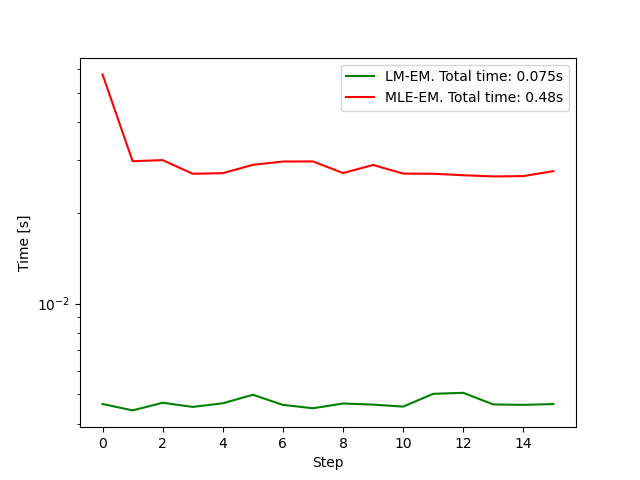 LM-EM. Total time: 0.075s
MLE-EM. Total time: 0.48s
Time [s]
10⁻²
0 2 4 6 8 10 12 14
Step